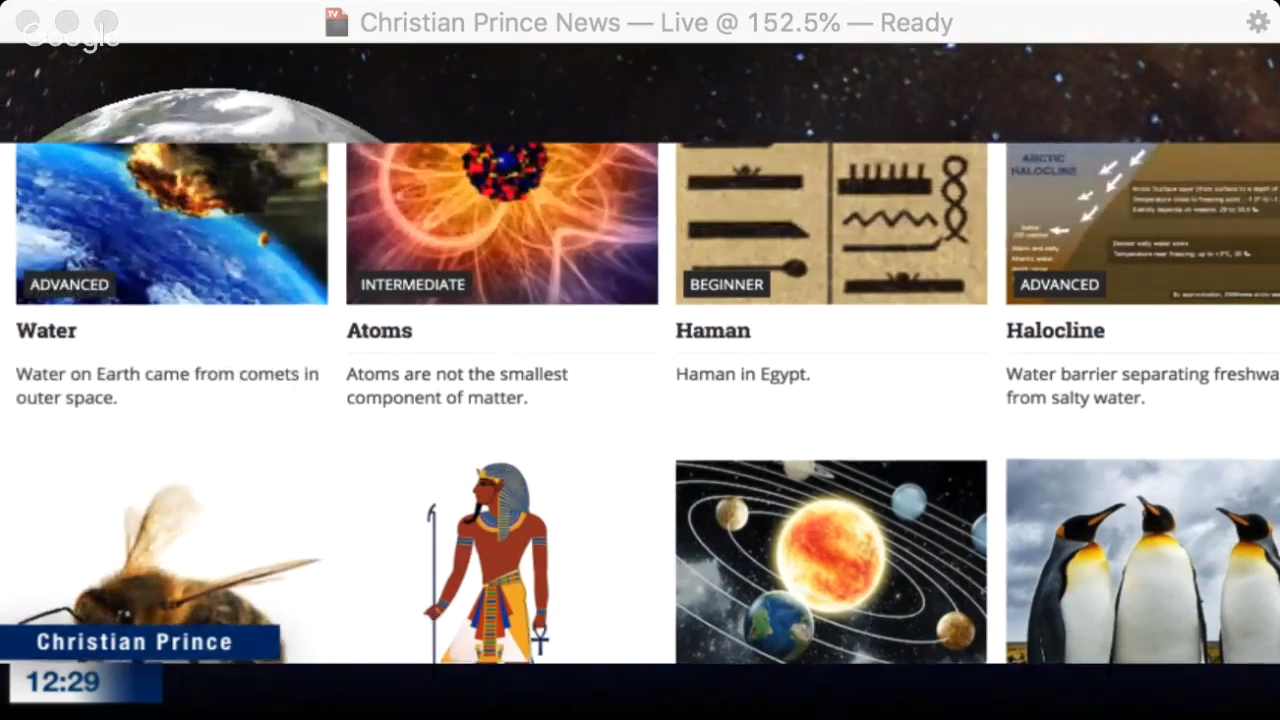 Christian Prince News — Live @ 152.5% — Ready
Google
TV
ARCTIC
HALOCLINE
ADVANCED
INTERMEDIATE
BEGINNER
ADVANCED
Water
Atoms
Haman
Halocline
Water on Earth came from comets in
outer space.
Atoms are not the smallest
component of matter.
Haman in Egypt.
Water barrier separating freshwa
from salty water.
Christian Prince
12:29